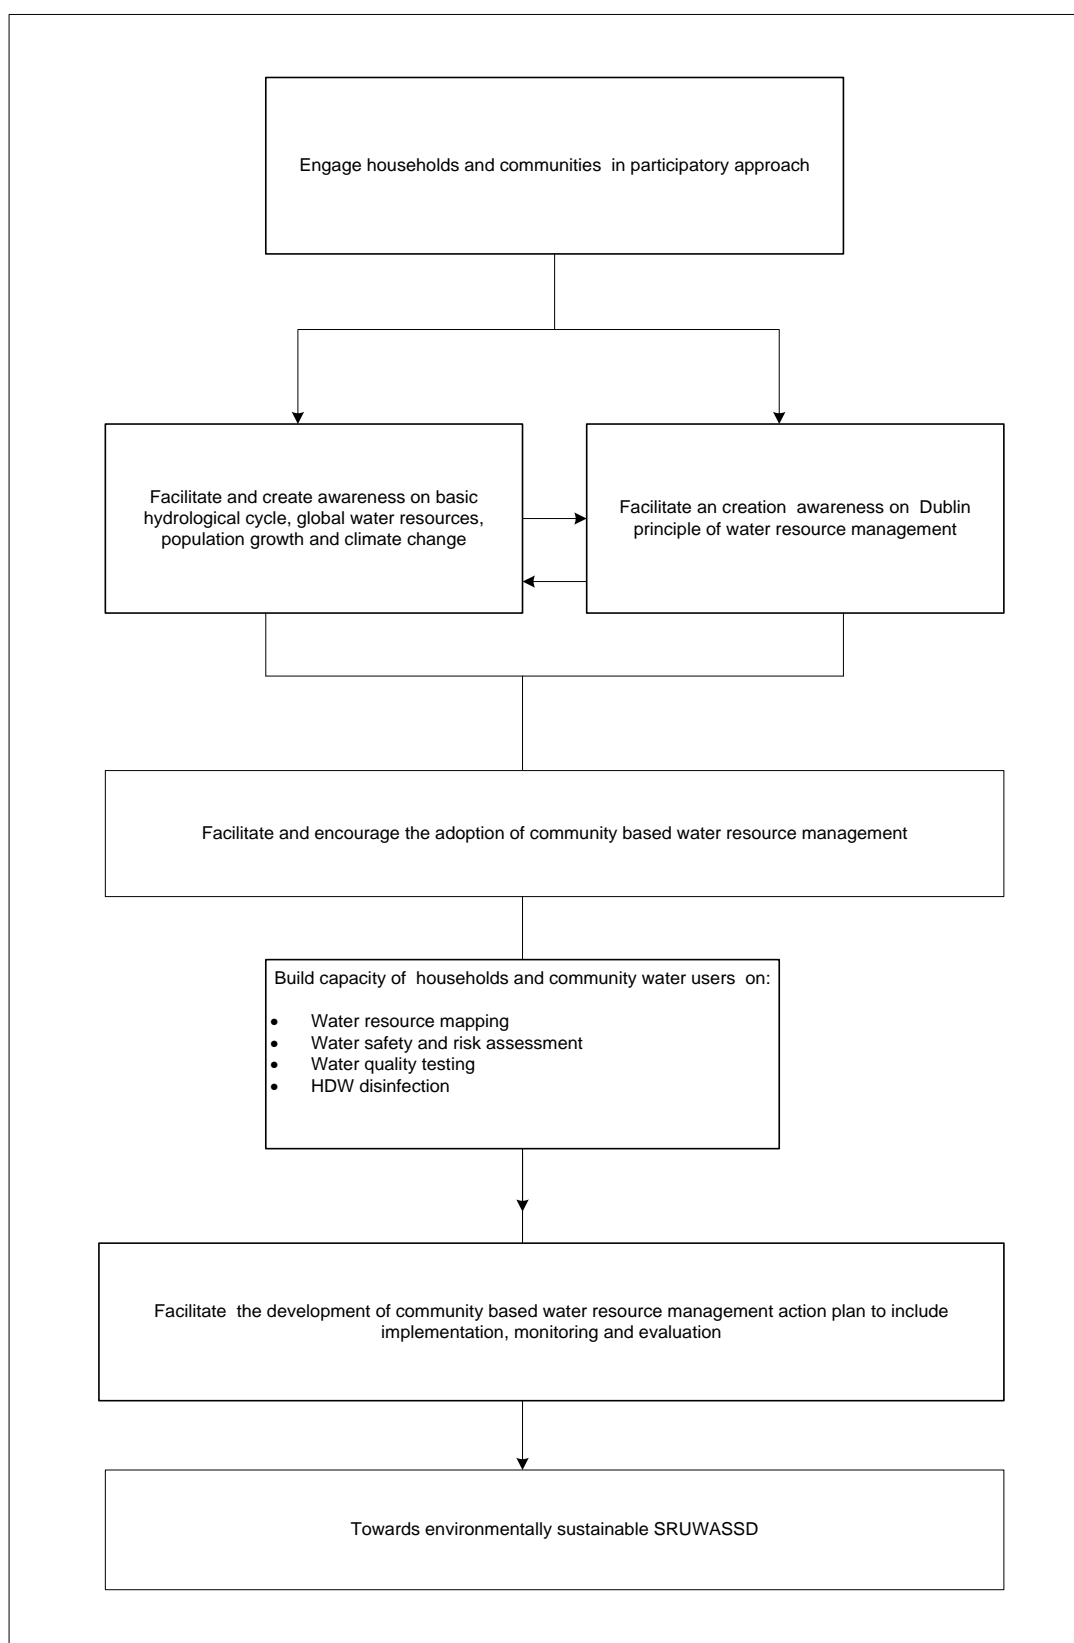 Engage households and communities in participatory approach
Facilitate and create awareness on basic
hydrological cycle, global water resources,
population growth and climate change
Facilitate an creation awareness on Dublin
principle of water resource management
Facilitate and encourage the adoption of community based water resource management
Build capacity of households and community water users on:
• Water resource mapping
• Water safety and risk assessment
• Water quality testing
• HDW disinfection
Facilitate the development of community based water resource management action plan to include
implementation, monitoring and evaluation
Towards environmentally sustainable SRUWASSD